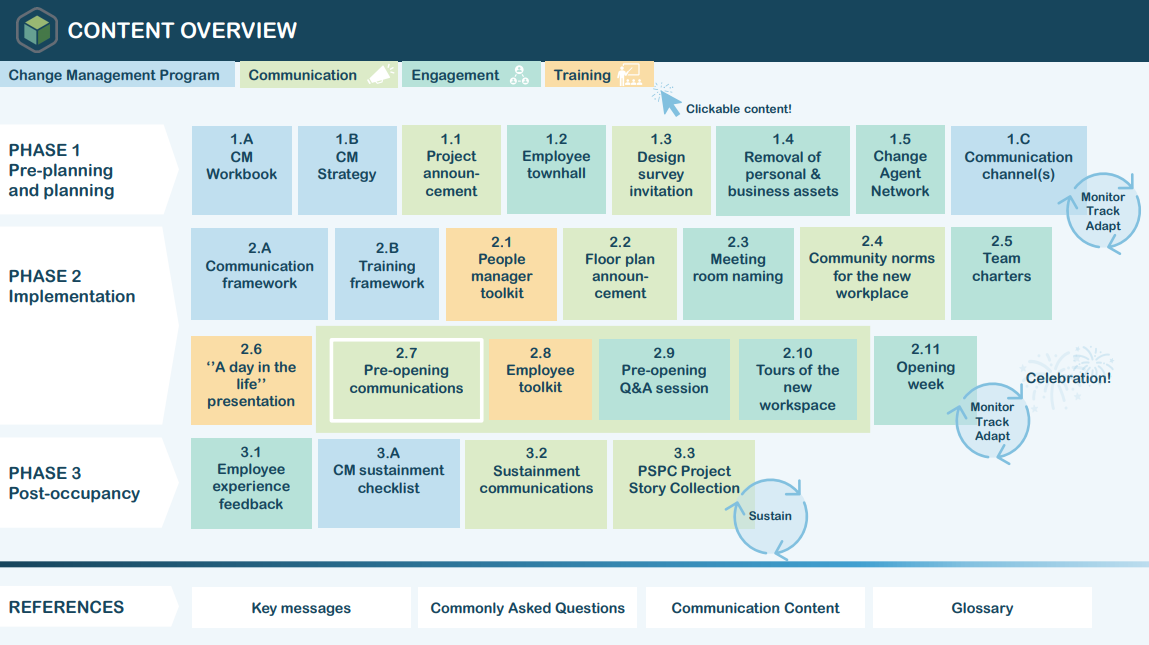 CONTENT OVERVIEW
Change Management Program
Communication
Engagement
Training
Clickable content!
PHASE 1
Pre-planning
and planning
1.A
CM
Workbook
1.B
CM
Strategy
1.1
Project
announ-
cement
1.2
Employee
townhall
1.3
Design
survey
invitation
1.4
Removal of
personal &
business assets
1.5
Change
Agent
Network
1.C
Communication
channel(s)
Monitor
Track
Adapt
PHASE 2
Implementation
2.A
Communication
framework
2.B
Training
framework
2.1
People
manager
toolkit
2.2
Floor plan
announ-
cement
2.3
Meeting
room naming
2.4
Community norms
for the new
workplace
2.5
Team
charters
2.6
‘’A day in the
life’’
presentation
2.7
Pre-opening
communications
2.8
Employee
toolkit
2.9
Pre-opening
Q&A session
2.10
Tours of the
new
workspace
2.11
Opening
week
Celebration!
Monitor
Track
Adapt
PHASE 3
Post-occupancy
3.1
Employee
experience
feedback
3.A
CM sustainment
checklist
3.2
Sustainment
communications
3.3
PSPC Project
Story Collection
Sustain
REFERENCES
Key messages
Commonly Asked Questions
Communication Content
Glossary